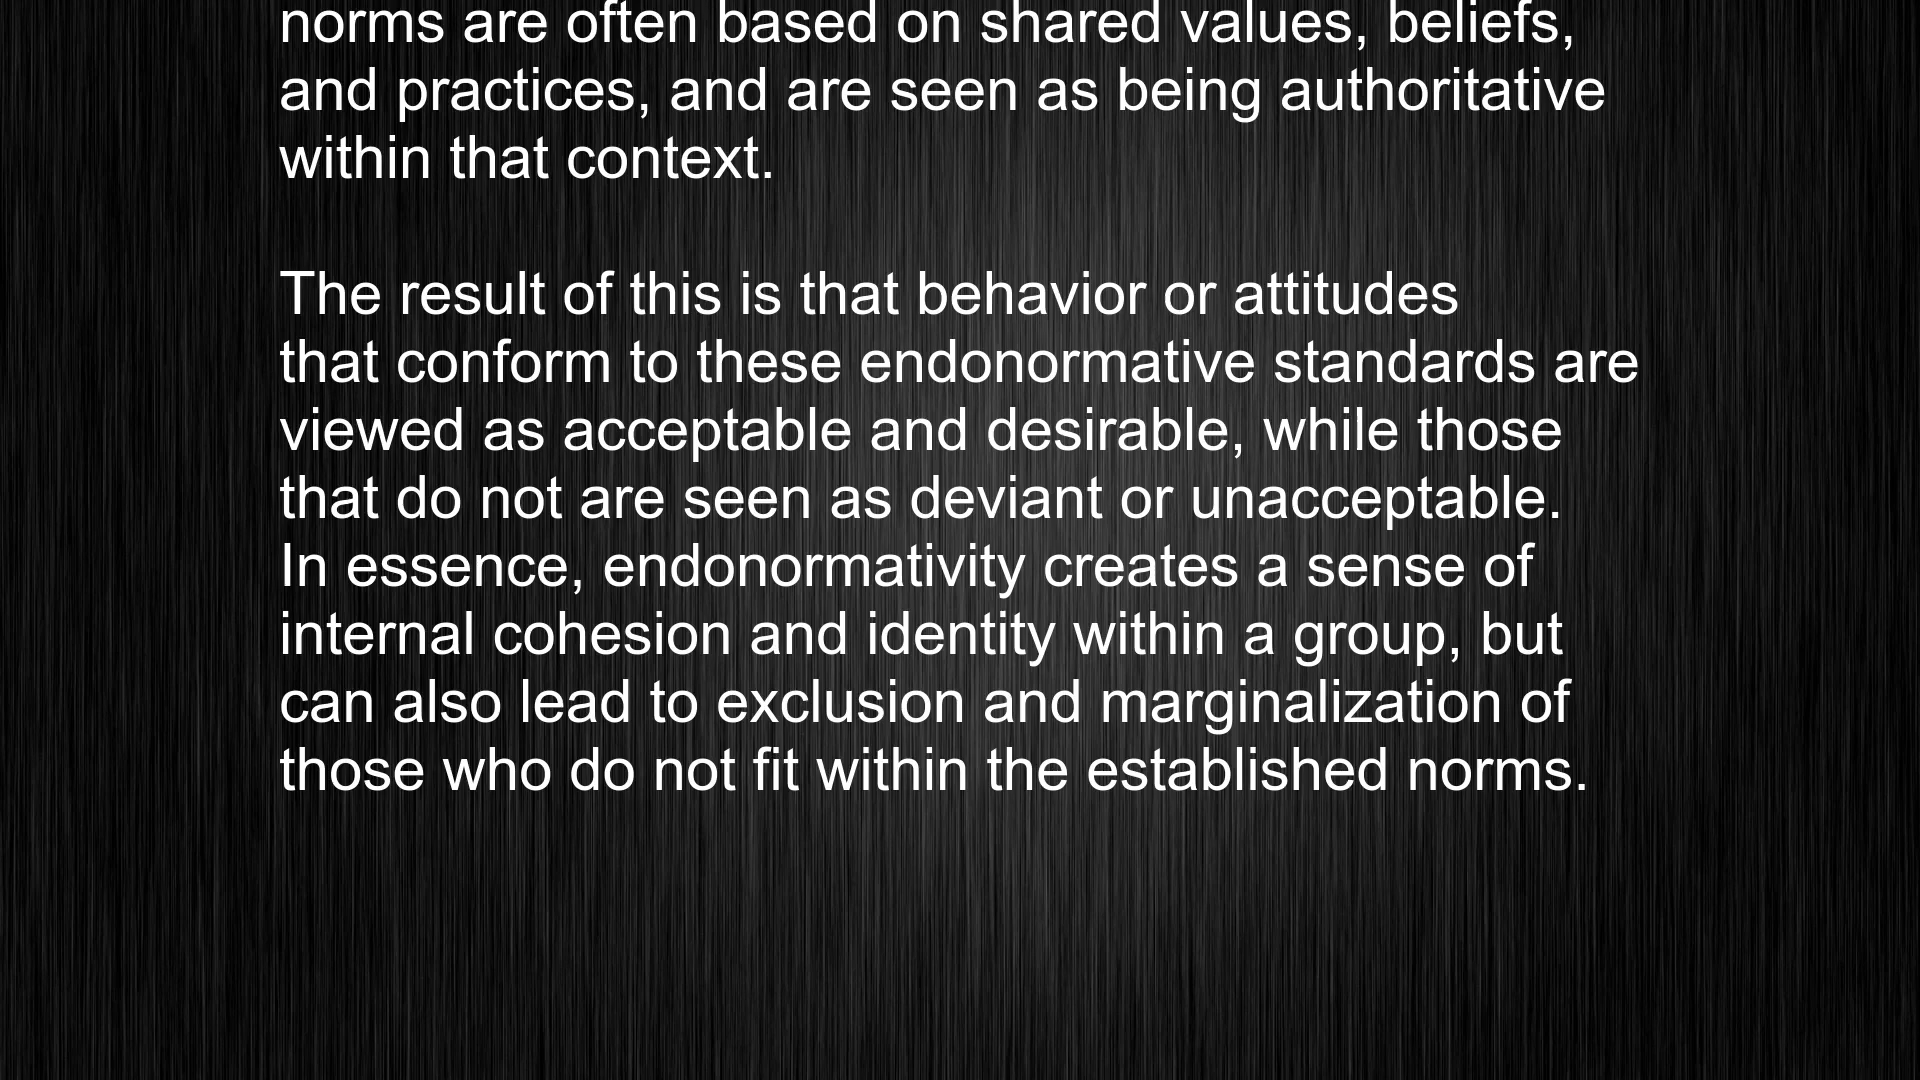 norms are often based on shared values, beliefs,
and practices, and are seen as being authoritative
within that context.
The result of this is that behavior or attitudes
that conform to these endonormative standards are
viewed as acceptable and desirable, while those
that do not are seen as deviant or unacceptable.
In essence, endonormativity creates a sense of
internal cohesion and identity within a group, but
can also lead to exclusion and marginalization of
those who do not fit within the established norms.